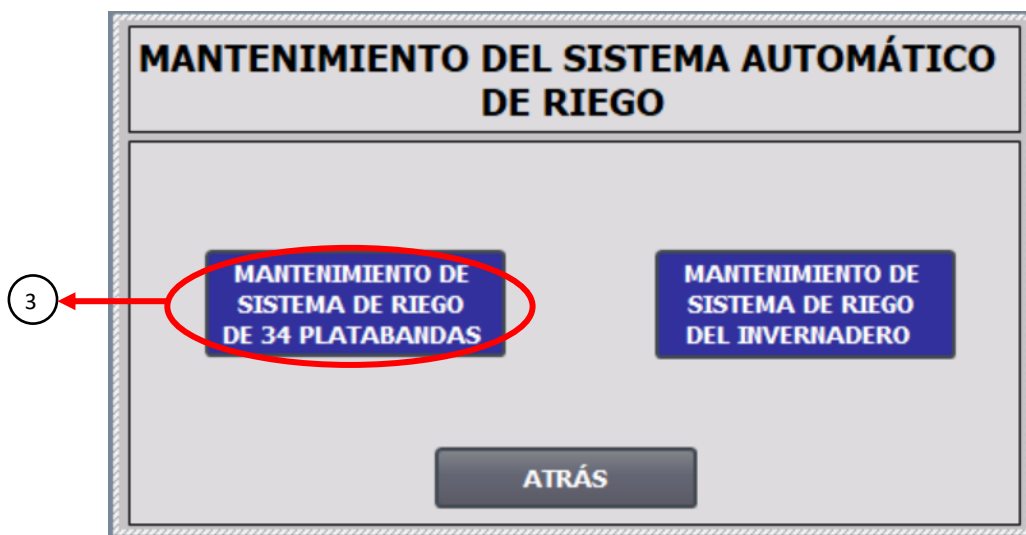 MANTENIMIENTO DEL SISTEMA AUTOMÁTICO
DE RIEGO
3
MANTENIMIENTO DE
SISTEMA DE RIEGO
DE 34 PLATABANDAS
MANTENIMIENTO DE
SISTEMA DE RIEGO
DEL INVERNADERO
ATRÁS